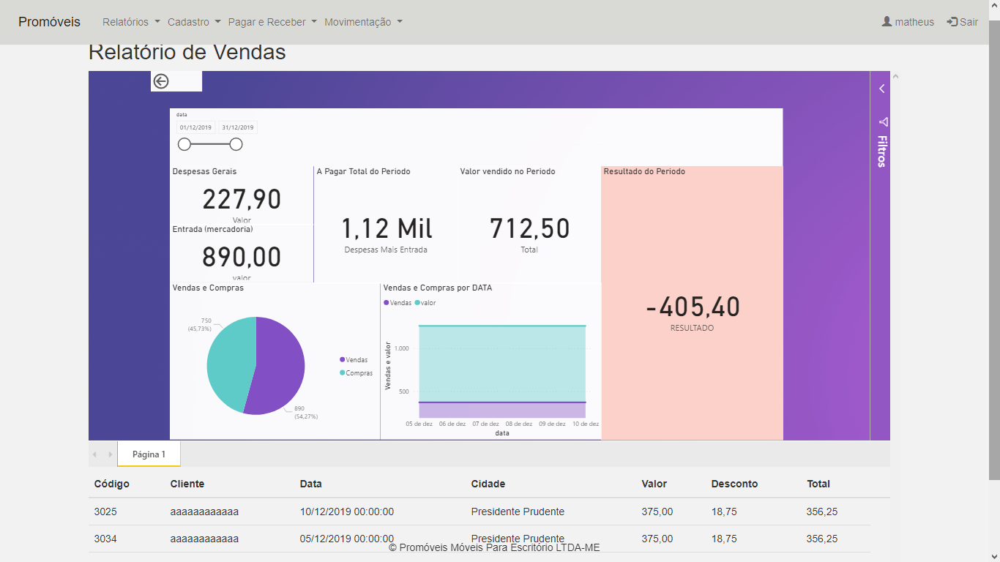 Promóveis Relatórios Cadastro Pagar e Receber Movimentação matheus Sair
Relatório de Vendas
data
01/12/2019 31/12/2019
Filtros
Despesas Gerais
227,90
Valor
Entrada (mercadoria)
890,00
valor
A Pagar Total do Periodo
1,12 Mil
Despesas Mais Entrada
Valor vendido no Periodo
712,50
Total
Resultado do Periodo
-405,40
RESULTADO
Vendas e Compras
750
(45,73%)
890
(54,27%)
Vendas
Compras
Vendas e Compras por DATA
Vendas valor
Vendas e valor
1.000
500
05 de dez 06 de dez 07 de dez 08 de dez 09 de dez 10 de dez
data
Página 1
Código Cliente Data Cidade Valor Desconto Total
3025 aaaaaaaaaaaa 10/12/2019 00:00:00 Presidente Prudente 375,00 18,75 356,25
3034 aaaaaaaaaaaa 05/12/2019 00:00:00 Presidente Prudente 375,00 18,75 356,25
© Promóveis Móveis Para Escritório LTDA-ME